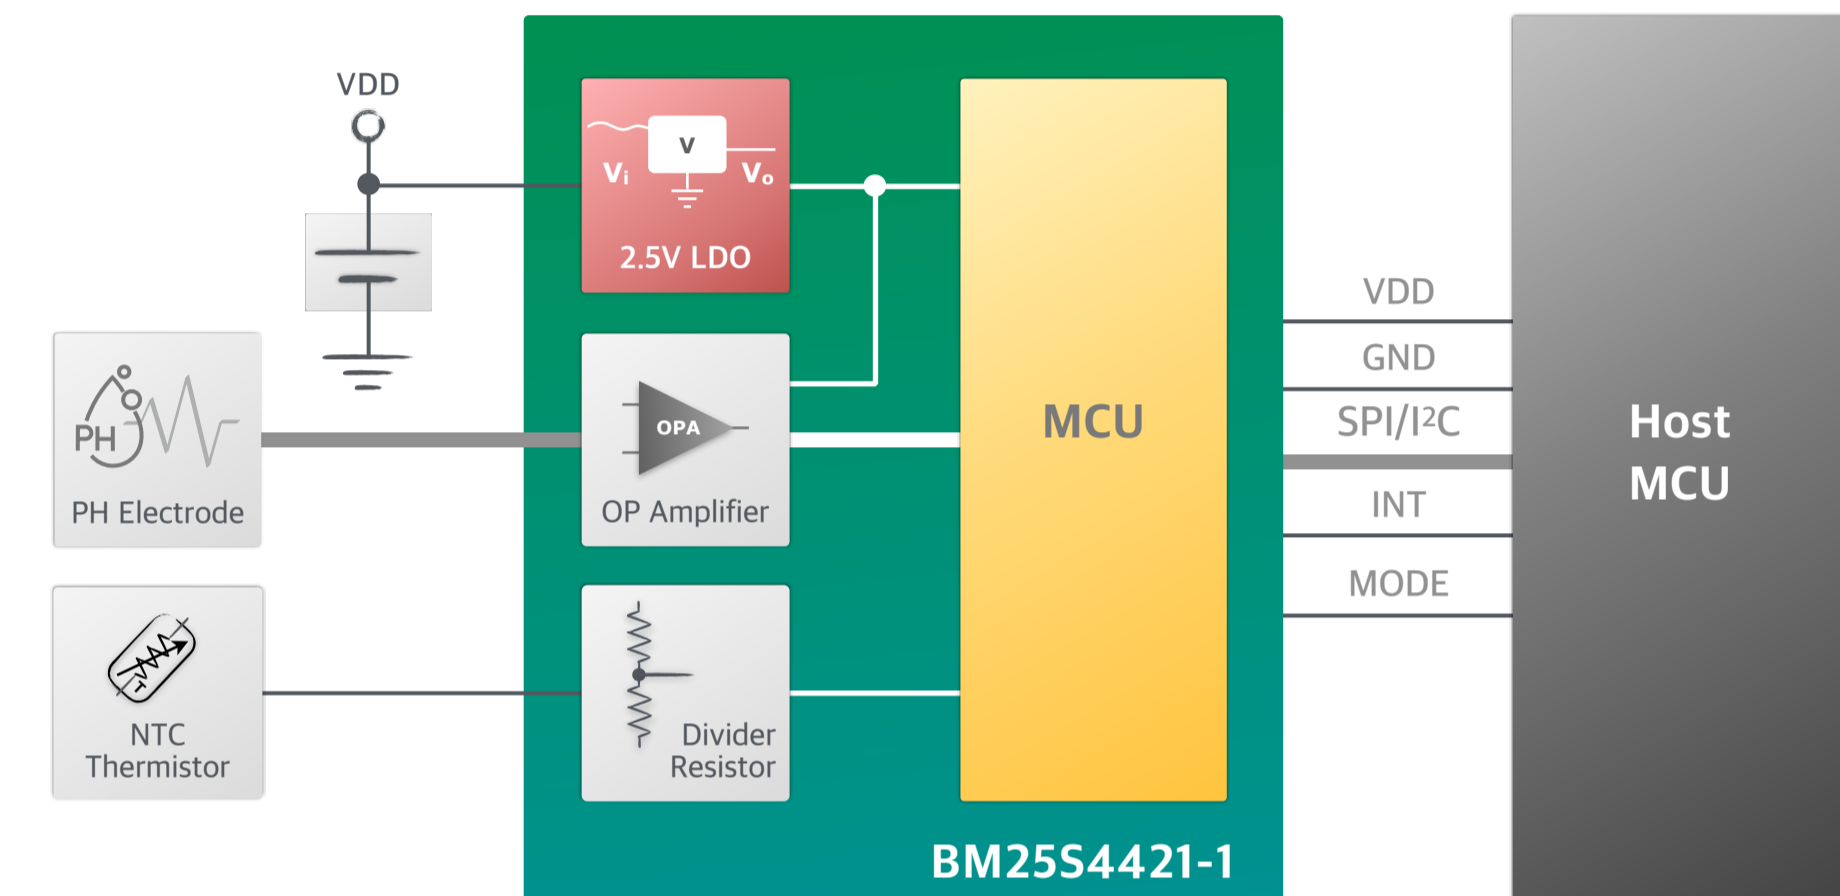 VDD
V
Vi
Vo
2.5V LDO
PH
PH Electrode
OPA
OP Amplifier
T
NTC
Thermistor
Divider
Resistor
MCU
BM25S4421-1
VDD
GND
SPI/I²C
INT
MODE
Host
MCU